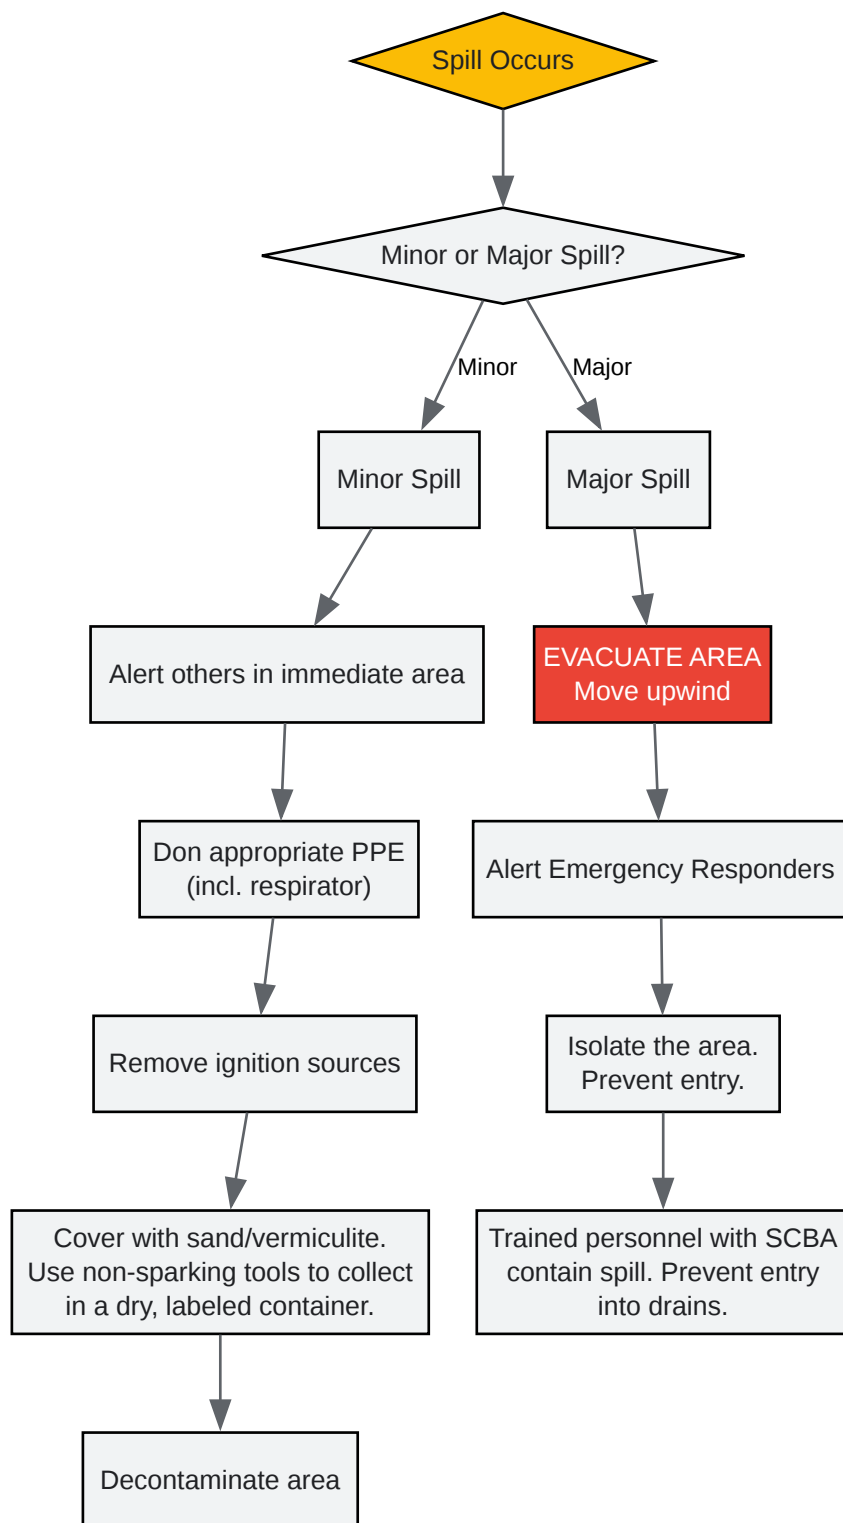 Spill Occurs
Minor or Major Spill?
Minor
Major
Minor Spill
Major Spill
Alert others in immediate area
EVACUATE AREA
Move upwind
Don appropriate PPE
(incl. respirator)
Alert Emergency Responders
Remove ignition sources
Isolate the area.
Prevent entry.
Cover with sand/vermiculite.
Use non-sparking tools to collect
in a dry, labeled container.
Trained personnel with SCBA
contain spill. Prevent entry
into drains.
Decontaminate area